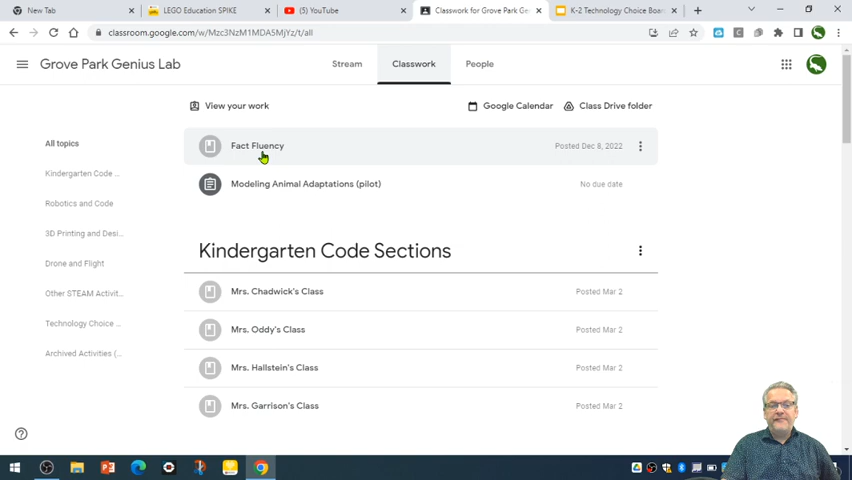 New Tab
LEGO Education SPIKE
(5) YouTube
Classwork for Grove Park Ge
K-2 Technology Choice Boar
classroom.google.com/w/Mzc3NzM1MDA5MjYz/t/all
Grove Park Genius Lab
Stream
Classwork
People
View your work
Google Calendar
Class Drive folder
All topics
Fact Fluency
Posted Dec 8, 2022
Kindergarten Code ...
Modeling Animal Adaptations (pilot)
No due date
Robotics and Code
3D Printing and Desi...
Kindergarten Code Sections
Drone and Flight
Other STEAM Activit...
Mrs. Chadwick's Class
Posted Mar 2
Technology Choice ...
Mrs. Oddy's Class
Posted Mar 2
Archived Activities (...
Mrs. Hallstein's Class
Posted Mar 2
Mrs. Garrison's Class
Posted Mar 2